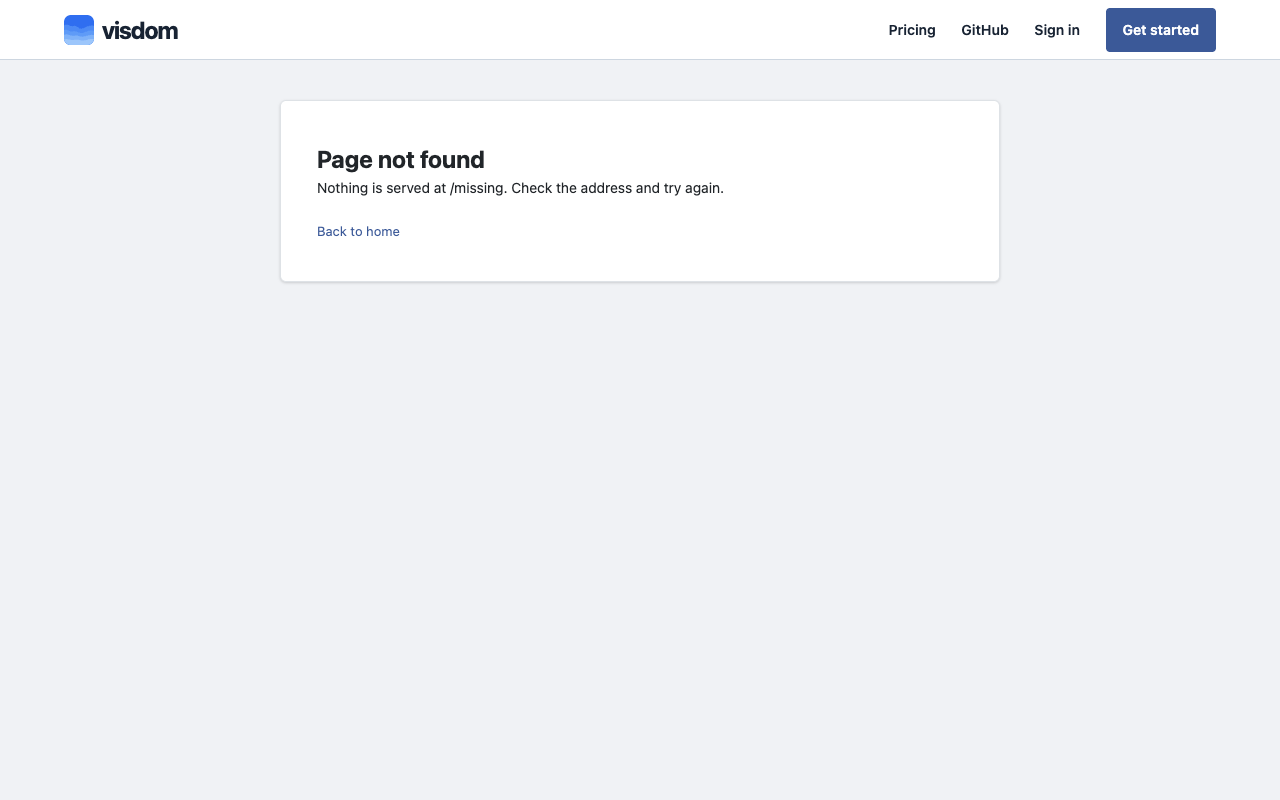 visdom
Pricing
GitHub
Sign in
Get started
Page not found
Nothing is served at /missing. Check the address and try again.
Back to home